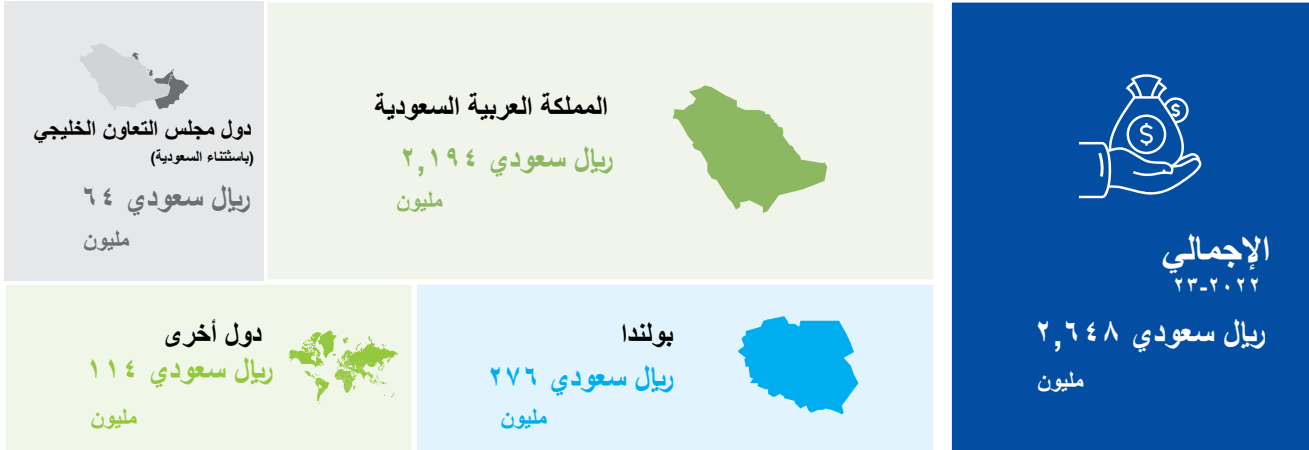 الإجمالي
٢٠٢٢-٢٣
ريال سعودي ٢,٦٤٨
مليون
المملكة العربية السعودية
ريال سعودي ٢,١٩٤
مليون
دول مجلس التعاون الخليجي
(باستثناء السعودية)
ريال سعودي ٦٤
مليون
بولندا
ريال سعودي ٢٧٦
مليون
دول أخرى
ريال سعودي ١١٤
مليون